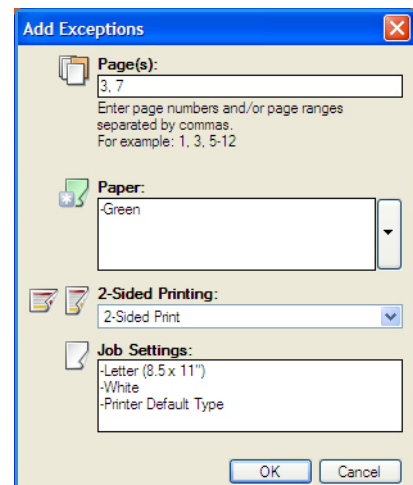 Add Exceptions
Page(s):
3, 7
Enter page numbers and/or page ranges
separated by commas.
For example: 1, 3, 5-12
Paper:
-Green
2-Sided Printing:
2-Sided Print
Job Settings:
-Letter (8.5 x 11")
-White
-Printer Default Type
OK Cancel